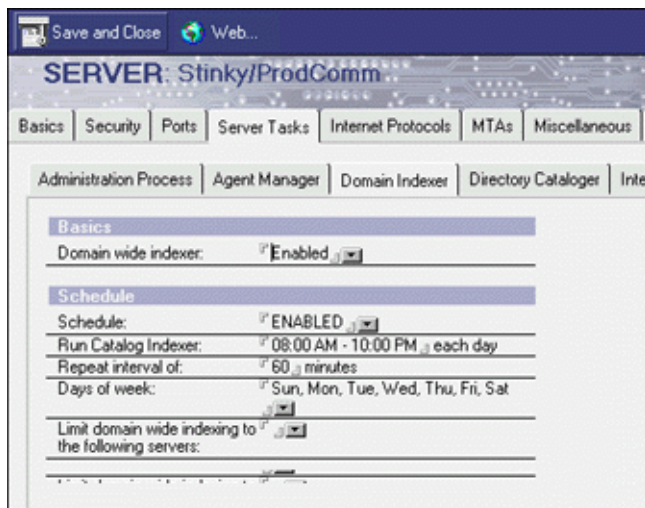 Save and Close Web...
SERVER: Stinky/ProdComm
Basics Security Ports Server Tasks Internet Protocols MTAs Miscellaneous
Administration Process Agent Manager Domain Indexer Directory Cataloger Inte
Basics
Domain wide indexer: Enabled
Schedule
Schedule: ENABLED
Run Catalog Indexer: 08:00 AM - 10:00 PM each day
Repeat interval of: 60 minutes
Days of week: Sun, Mon, Tue, Wed, Thu, Fri, Sat
Limit domain wide indexing to
the following servers: